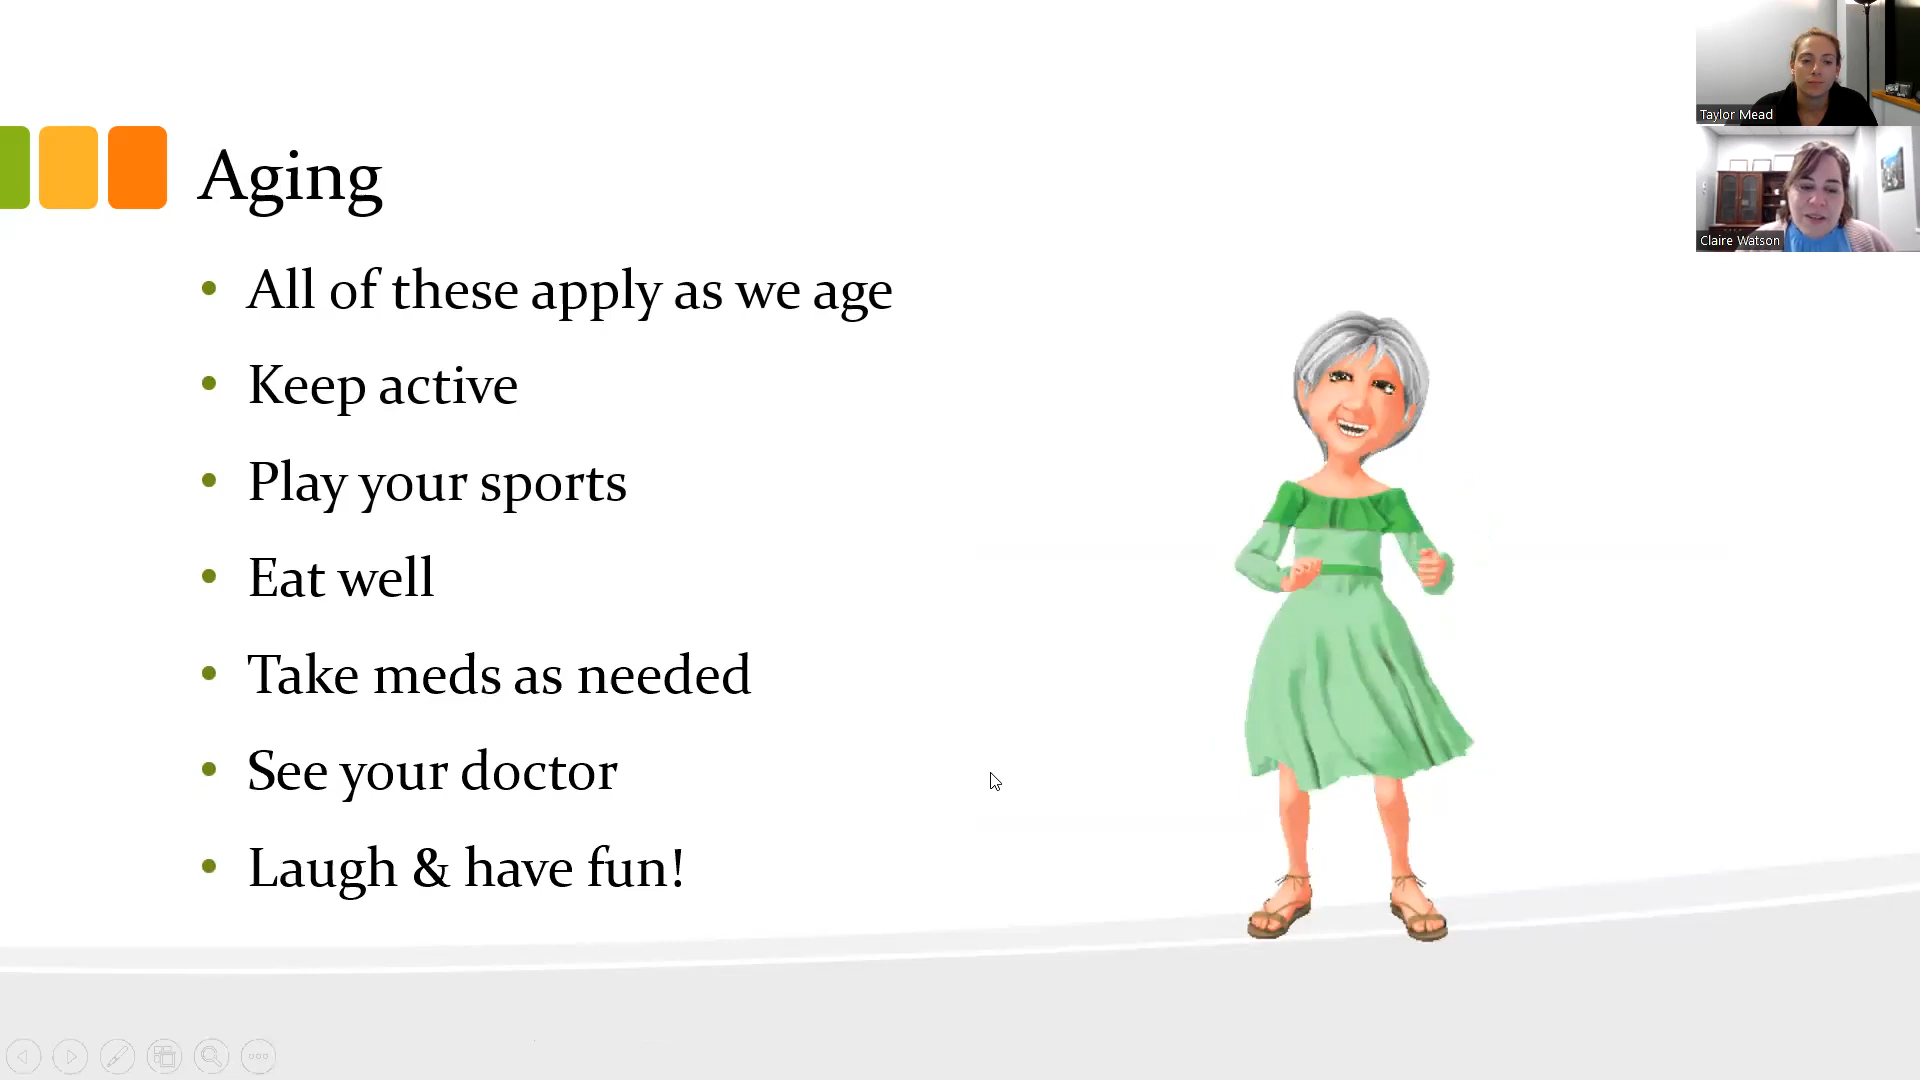 Taylor Mead
Claire Watson
Aging
All of these apply as we age
Keep active
Play your sports
Eat well
Take meds as needed
See your doctor
Laugh & have fun!